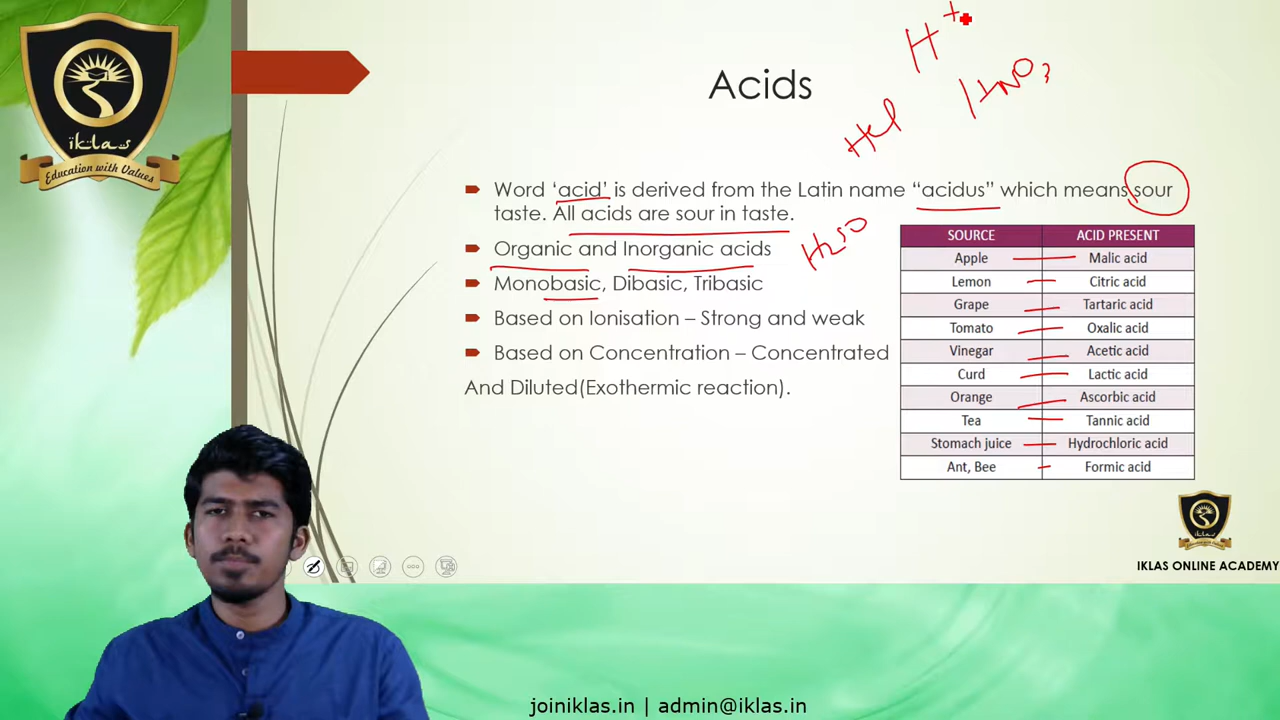 H+
HNO3
HCl
Acids
iklas
Education with Values
Word ‘acid’ is derived from the Latin name “acidus” which means sour
taste. All acids are sour in taste.
H2SO
Organic and Inorganic acids
Monobasic, Dibasic, Tribasic
Based on Ionisation – Strong and weak
Based on Concentration – Concentrated
And Diluted(Exothermic reaction).
SOURCE ACID PRESENT
Apple Malic acid
Lemon Citric acid
Grape Tartaric acid
Tomato Oxalic acid
Vinegar Acetic acid
Curd Lactic acid
Orange Ascorbic acid
Tea Tannic acid
Stomach juice Hydrochloric acid
Ant, Bee Formic acid
IKLAS ONLINE ACADEMY
joiniklas.in | admin@iklas.in